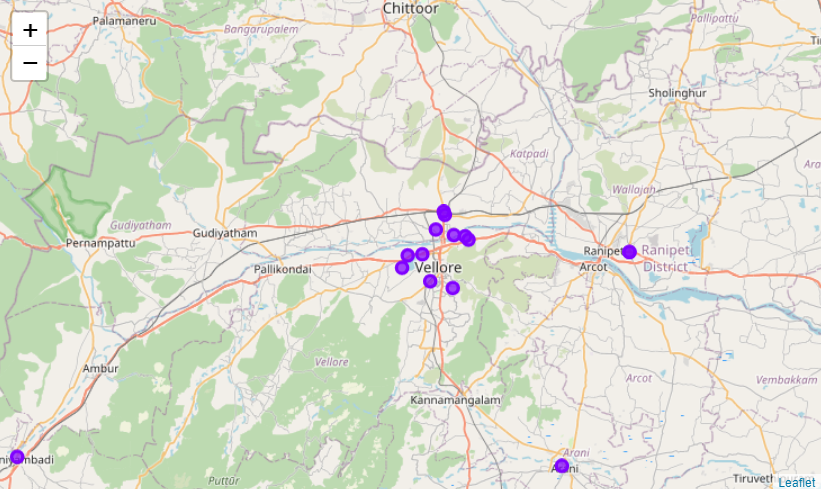 Chittoor
+
Palamaneru
Pallipattu
Bangarupalem
−
Sholinghur
Katpadi
Wallajah
Gudiyatham
Gudiyatham
Pernampattu
Ranipet
Ranipet
District
Pallikondai
Vellore
Arcot
Vellore
Ambur
Arcot
Vembakkam
Kannamangalam
Arani
Puttūr
Leaflet